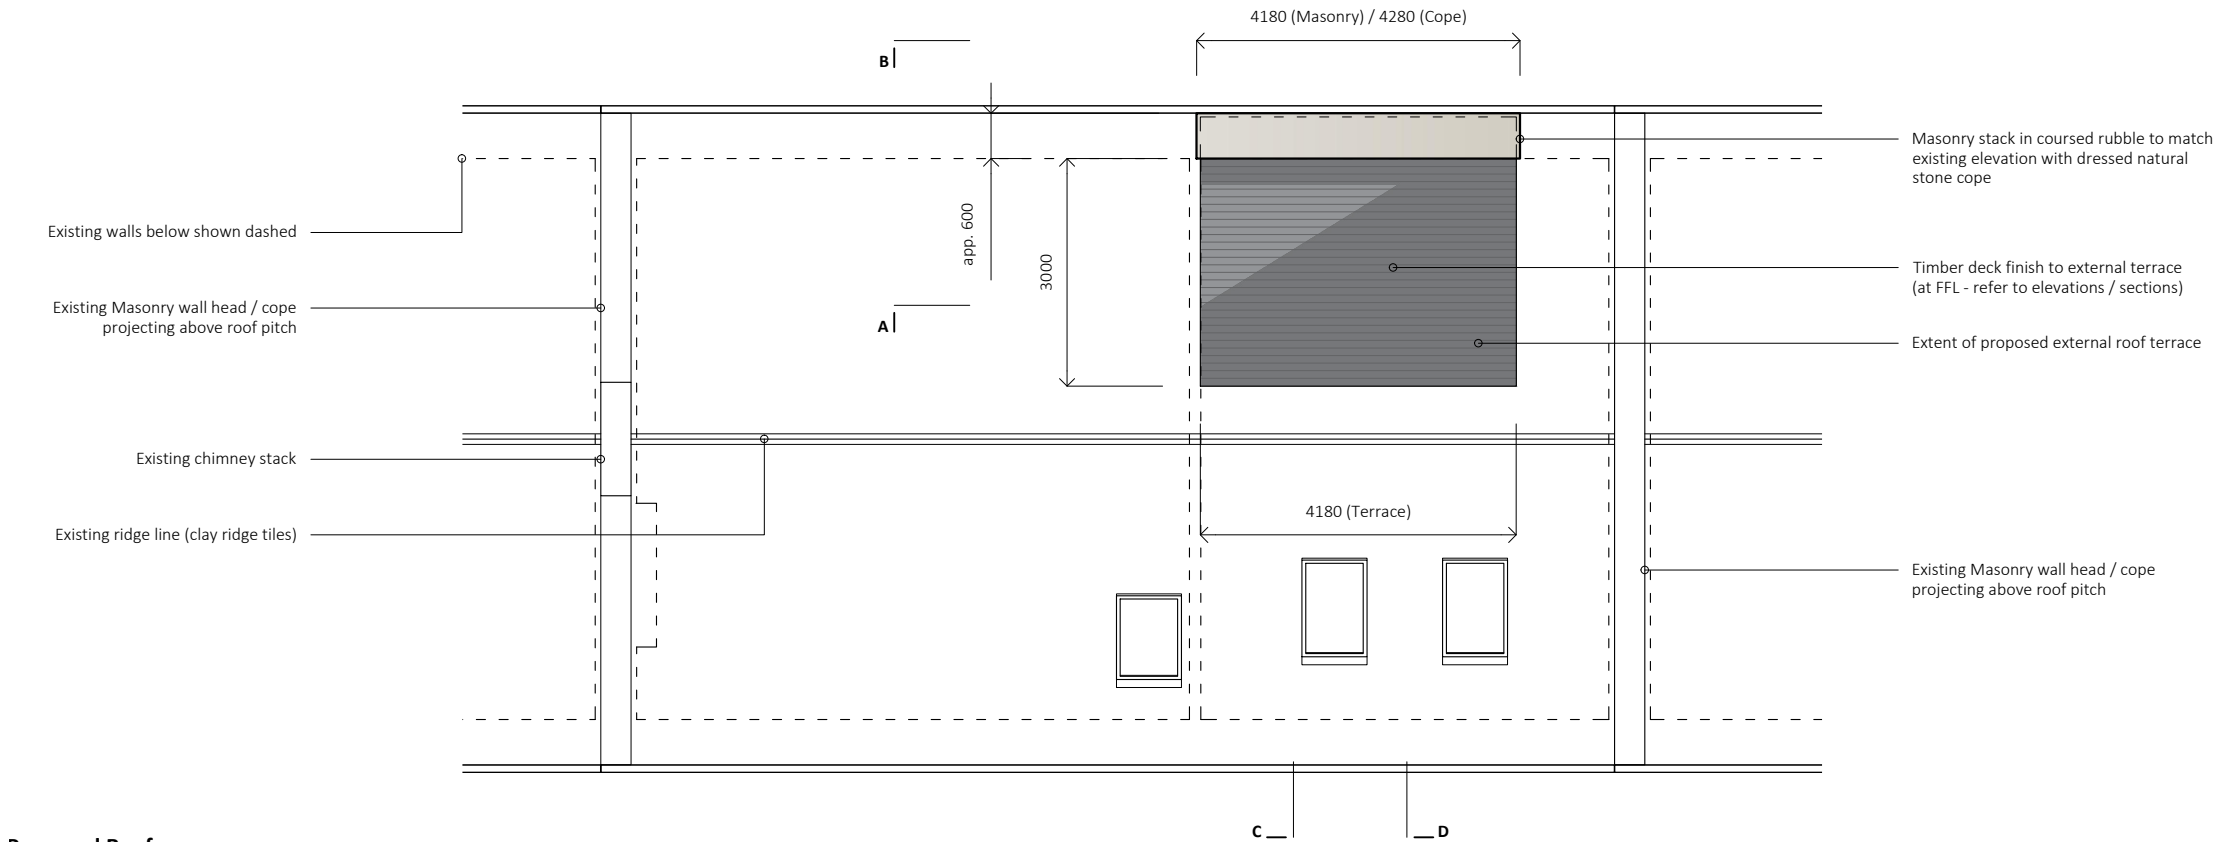 4180 (Masonry) / 4280 (Cope)
B
Masonry stack in coursed rubble to match
existing elevation with dressed natural
stone cope
Existing walls below shown dashed
app. 600
3000
Timber deck finish to external terrace
(at FFL - refer to elevations / sections)
Existing Masonry wall head / cope
projecting above roof pitch
A
Extent of proposed external roof terrace
Existing chimney stack
4180 (Terrace)
Existing ridge line (clay ridge tiles)
Existing Masonry wall head / cope
projecting above roof pitch
C
D